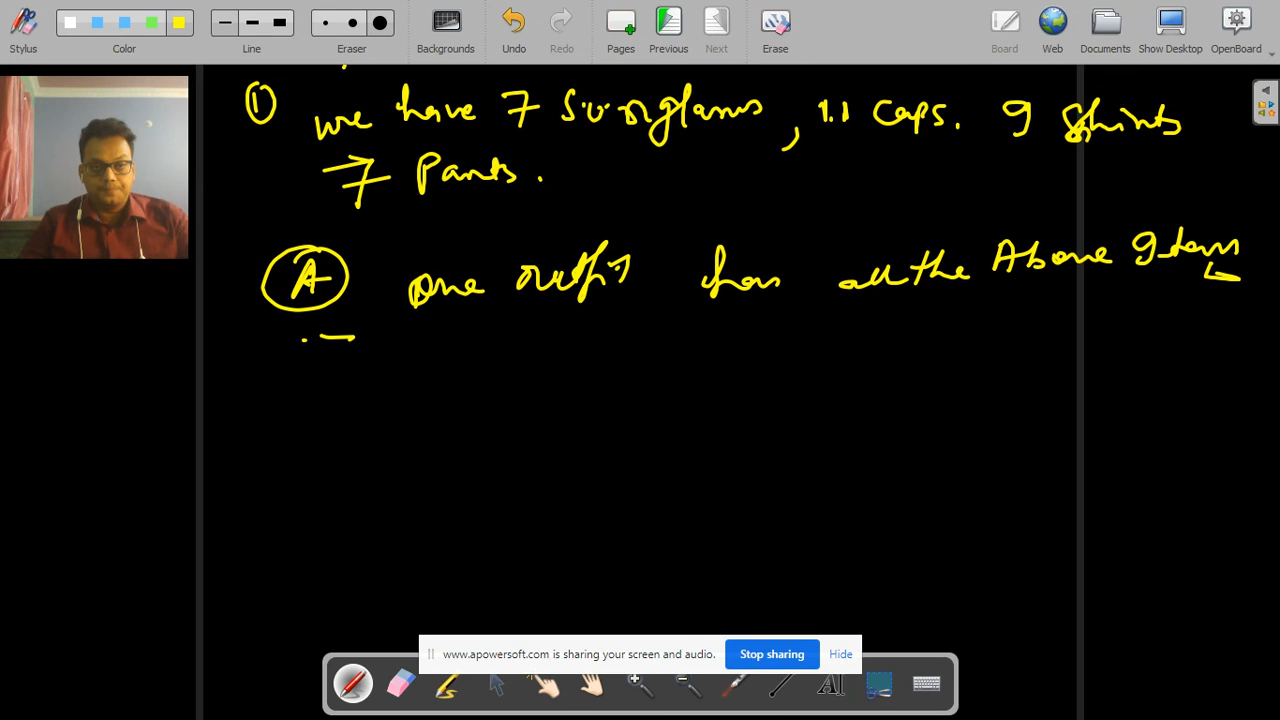 Stylus Color Line Eraser Backgrounds Undo Redo Pages Previous Next Erase Board Web Documents Show Desktop OpenBoard
① we have 7 Sunglasses, 11 caps. 9 Shirts
7 Pants.
Ⓐ One outfit has all the Above Items
www.apowersoft.com is sharing your screen and audio. Stop sharing Hide